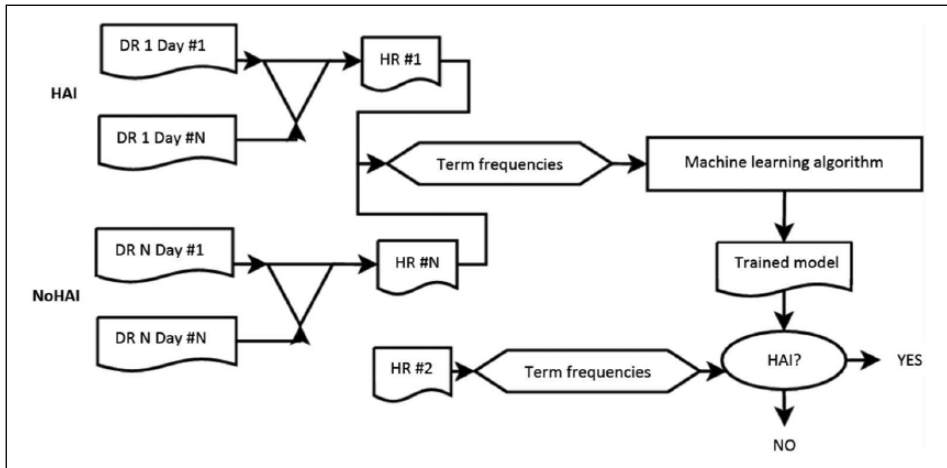 DR 1 Day #1
HR #1
HAI
DR 1 Day #N
Term frequencies
Machine learning algorithm
DR N Day #1
HR #N
Trained model
NoHAI
DR N Day #N
HR #2
Term frequencies
HAI?
YES
NO